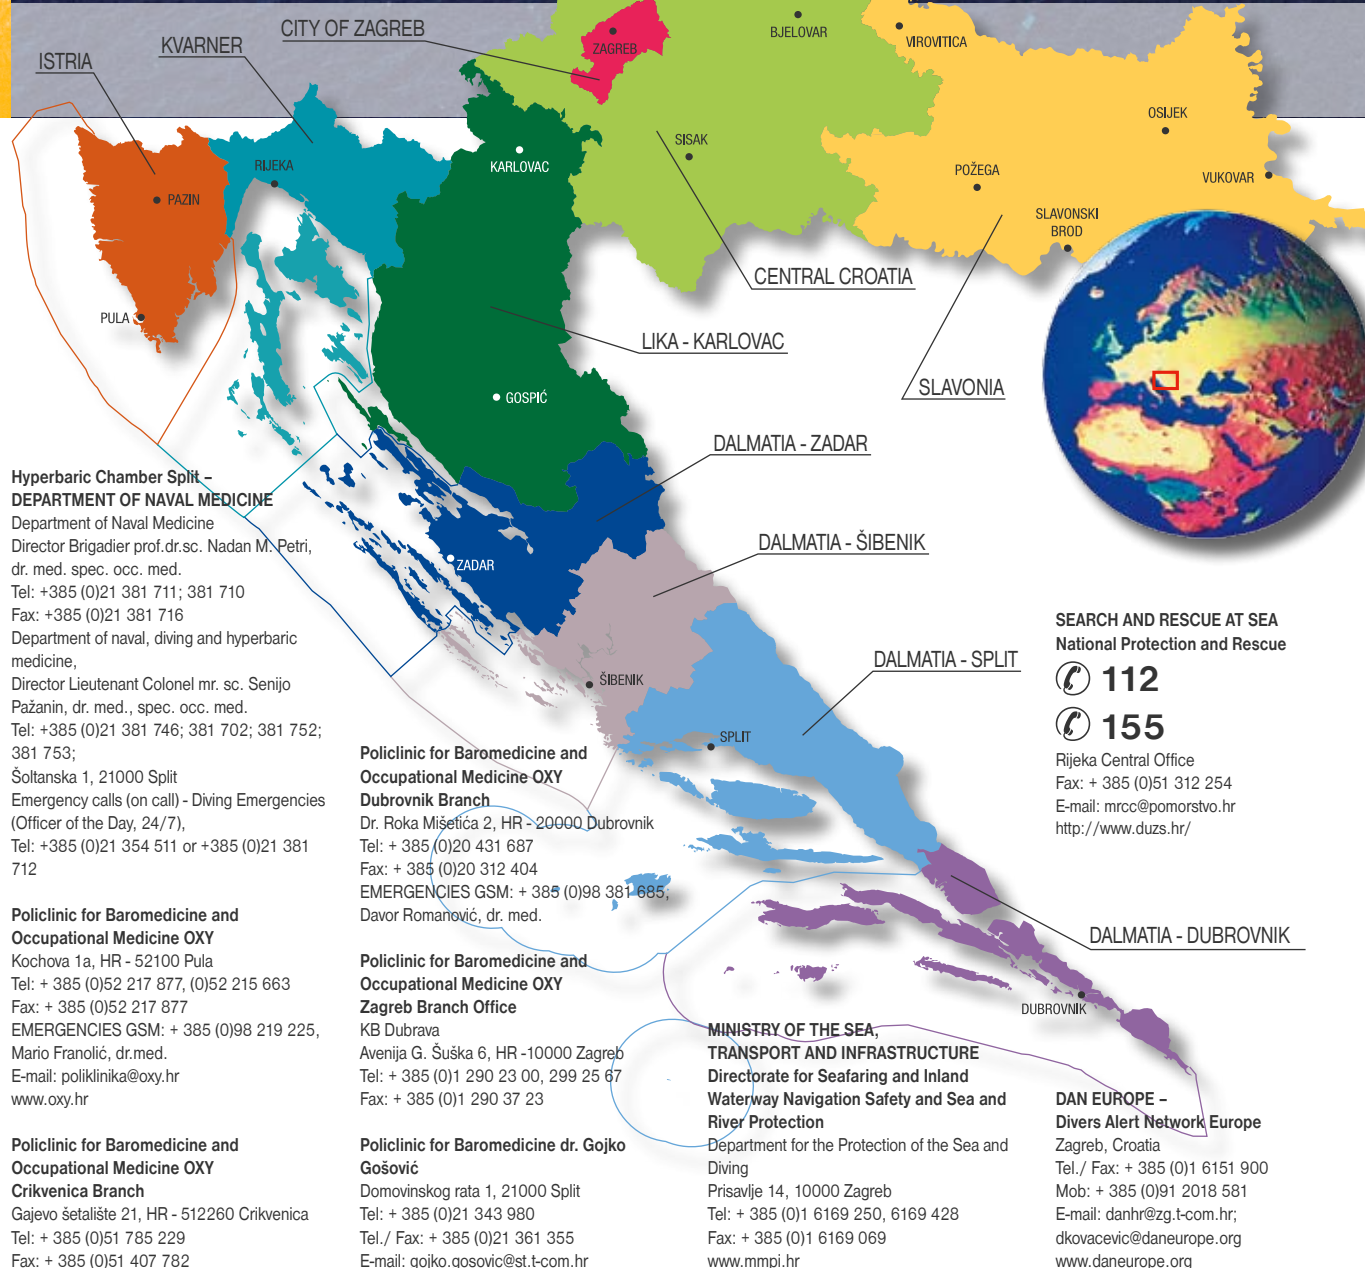 CITY OF ZAGREB
KVARNER
ISTRIA
ZAGREB
BJELOVAR
VIROVITICA
OSIJEK
SISAK
KARLOVAC
RIJEKA
PAZIN
POŽEGA
VUKOVAR
SLAVONSKI
BROD
CENTRAL CROATIA
PULA
LIKA - KARLOVAC
SLAVONIA
GOSPIĆ
DALMATIA - ZADAR
DALMATIA - ŠIBENIK
ZADAR
DALMATIA - SPLIT
ŠIBENIK
SPLIT
DALMATIA - DUBROVNIK
DUBROVNIK
Hyperbaric Chamber Split –
DEPARTMENT OF NAVAL MEDICINE
Department of Naval Medicine
Director Brigadier prof.dr.sc. Nadan M. Petri,
dr. med. spec. occ. med.
Tel: +385 (0)21 381 711; 381 710
Fax: +385 (0)21 381 716
Department of naval, diving and hyperbaric
medicine,
Director Lieutenant Colonel mr. sc. Senijo
Pažanin, dr. med., spec. occ. med.
Tel: +385 (0)21 381 746; 381 702; 381 752;
381 753;
Šoltanska 1, 21000 Split
Emergency calls (on call) - Diving Emergencies
(Officer of the Day, 24/7),
Tel: +385 (0)21 354 511 or +385 (0)21 381
712
Policlinic for Baromedicine and
Occupational Medicine OXY
Kochova 1a, HR - 52100 Pula
Tel: + 385 (0)52 217 877, (0)52 215 663
Fax: + 385 (0)52 217 877
EMERGENCIES GSM: + 385 (0)98 219 225,
Mario Franolić, dr.med.
E-mail: poliklinika@oxy.hr
www.oxy.hr
Policlinic for Baromedicine and
Occupational Medicine OXY
Crikvenica Branch
Gajevo šetalište 21, HR - 512260 Crikvenica
Tel: + 385 (0)51 785 229
Fax: + 385 (0)51 407 782
Policlinic for Baromedicine and
Occupational Medicine OXY
Dubrovnik Branch
Dr. Roka Mišetića 2, HR - 20000 Dubrovnik
Tel: + 385 (0)20 431 687
Fax: + 385 (0)20 312 404
EMERGENCIES GSM: + 385 (0)98 381 685,
Davor Romanović, dr. med.
Policlinic for Baromedicine and
Occupational Medicine OXY
Zagreb Branch Office
KB Dubrava
Avenija G. Šuška 6, HR -10000 Zagreb
Tel: + 385 (0)1 290 23 00, 299 25 67
Fax: + 385 (0)1 290 37 23
Policlinic for Baromedicine dr. Gojko
Gošović
Domovinskog rata 1, 21000 Split
Tel: + 385 (0)21 343 980
Tel./ Fax: + 385 (0)21 361 355
E-mail: gojko.gosovic@st.t-com.hr
MINISTRY OF THE SEA,
TRANSPORT AND INFRASTRUCTURE
Directorate for Seafaring and Inland
Waterway Navigation Safety and Sea and
River Protection
Department for the Protection of the Sea and
Diving
Prisavlje 14, 10000 Zagreb
Tel: + 385 (0)1 6169 250, 6169 428
Fax: + 385 (0)1 6169 069
www.mmpi.hr
SEARCH AND RESCUE AT SEA
National Protection and Rescue
112
155
Rijeka Central Office
Fax: + 385 (0)51 312 254
E-mail: mrcc@pomorstvo.hr
http://www.duzs.hr/
DAN EUROPE –
Divers Alert Network Europe
Zagreb, Croatia
Tel./ Fax: + 385 (0)1 6151 900
Mob: + 385 (0)91 2018 581
E-mail: danhr@zg.t-com.hr;
dkovacevic@daneurope.org
www.daneurope.org